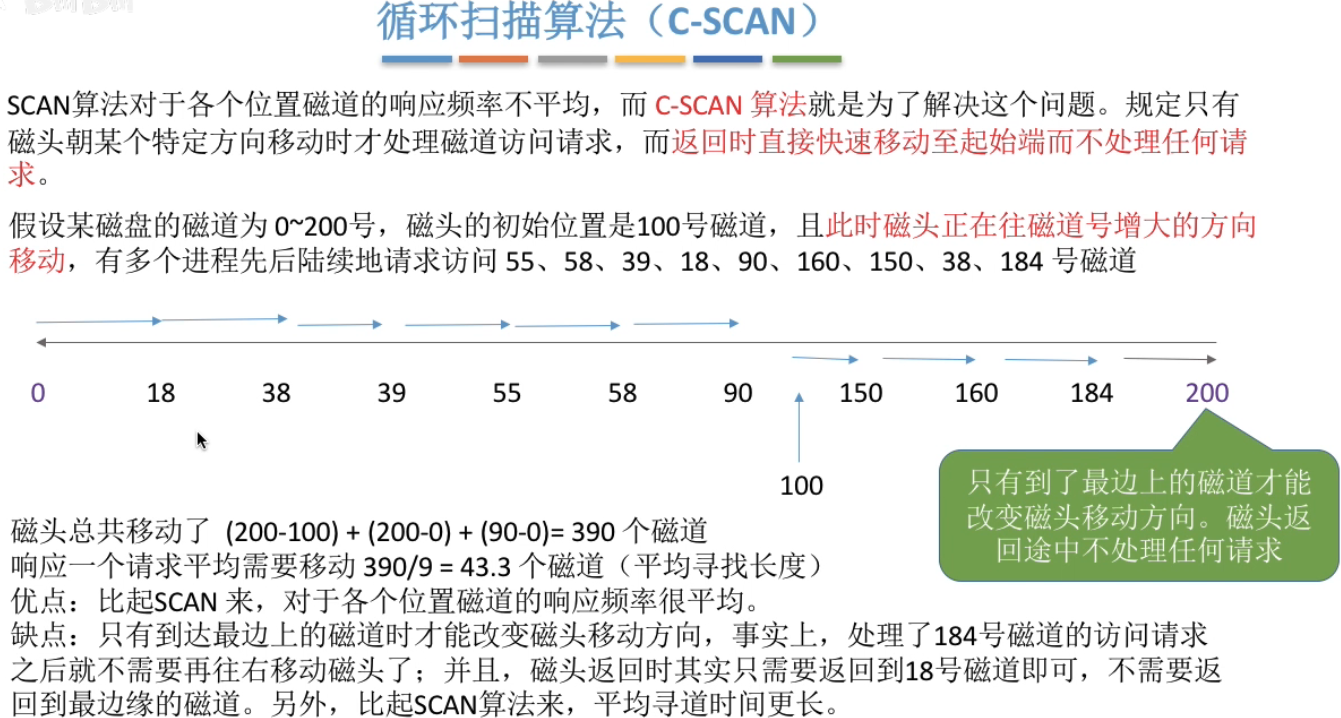 循环扫描算法（C-SCAN）
SCAN算法对于各个位置磁道的响应频率不平均，而 C-SCAN 算法就是为了解决这个问题。规定只有
磁头朝某个特定方向移动时才处理磁道访问请求，而返回时直接快速移动至起始端而不处理任何请
求。
假设某磁盘的磁道为 0~200号，磁头的初始位置是100号磁道，且此时磁头正在往磁道号增大的方向
移动，有多个进程先后陆续地请求访问 55、58、39、18、90、160、150、38、184 号磁道
0 18 38 39 55 58 90 150 160 184 200
100
只有到了最边上的磁道才能
改变磁头移动方向。磁头返
回途中不处理任何请求
磁头总共移动了 (200-100) + (200-0) + (90-0)= 390 个磁道
响应一个请求平均需要移动 390/9 = 43.3 个磁道（平均寻找长度）
优点：比起SCAN 来，对于各个位置磁道的响应频率很平均。
缺点：只有到达最边上的磁道时才能改变磁头移动方向，事实上，处理了184号磁道的访问请求
之后就不需要再往右移动磁头了；并且，磁头返回时其实只需要返回到18号磁道即可，不需要返
回到最边缘的磁道。另外，比起SCAN算法来，平均寻道时间更长。